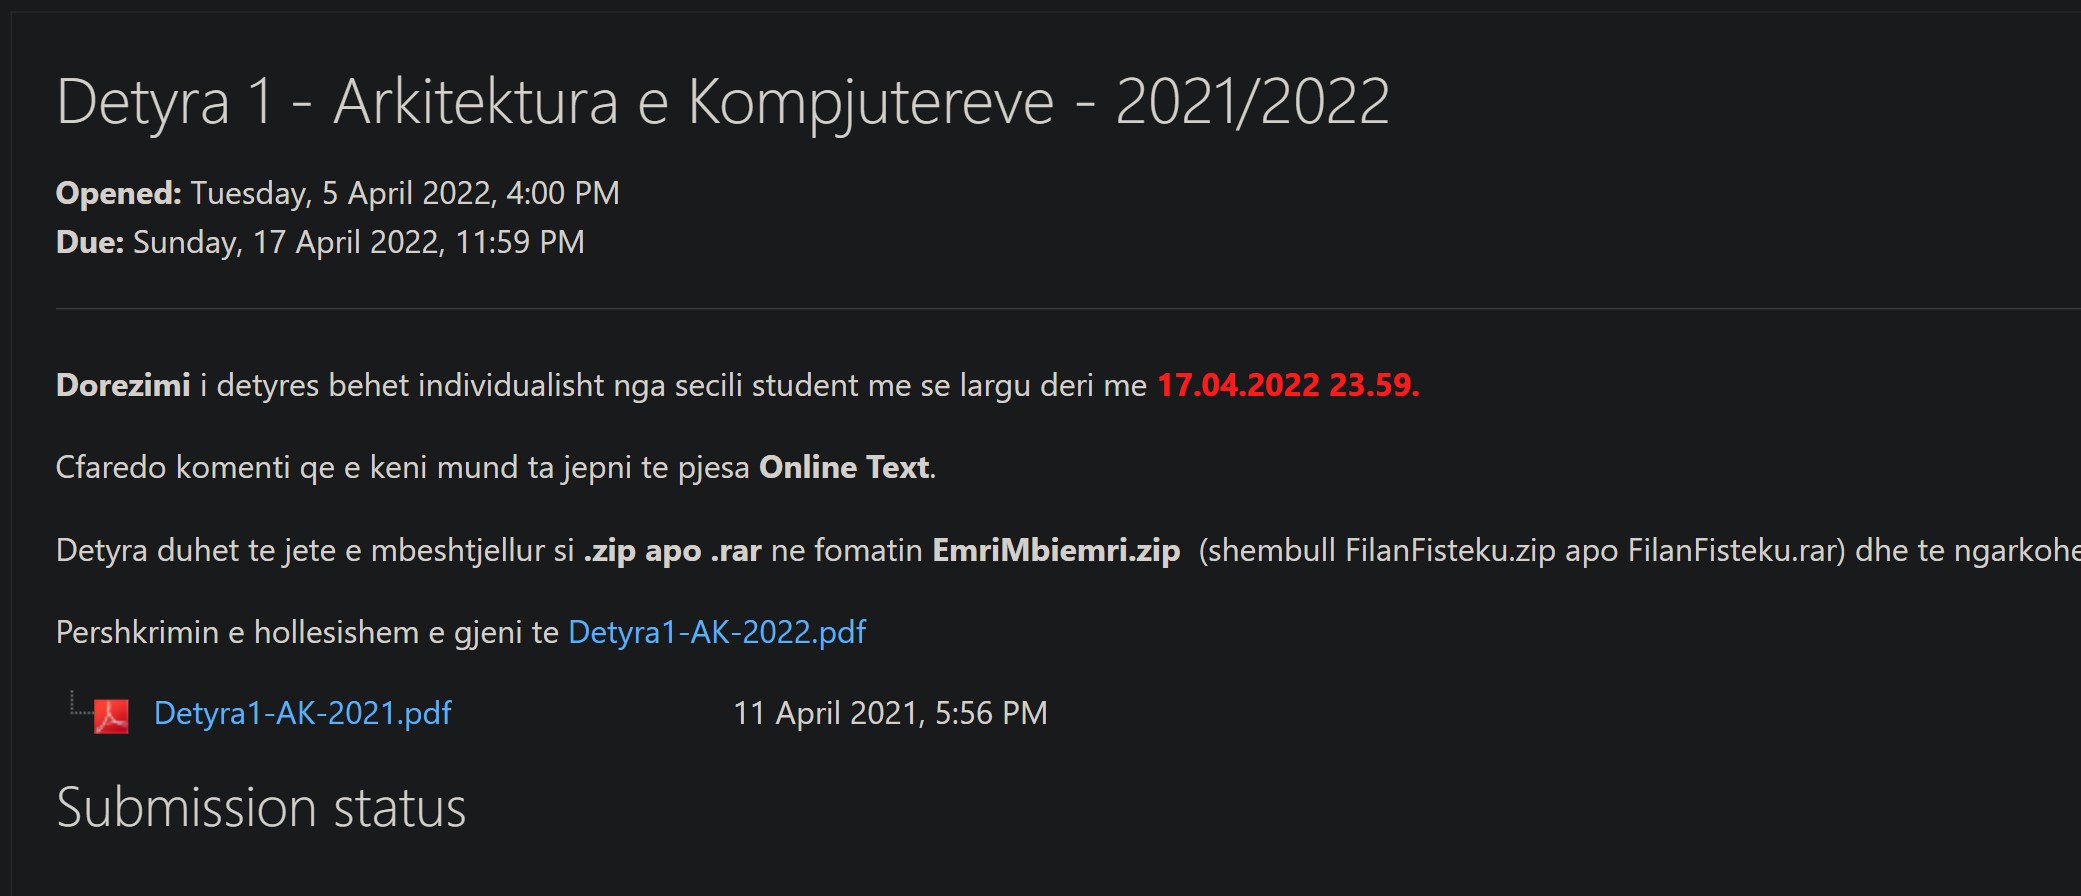 Detyra 1 - Arkitektura e Kompjutereve - 2021/2022
Opened: Tuesday, 5 April 2022, 4:00 PM
Due: Sunday, 17 April 2022, 11:59 PM
Dorezimi i detyres behet individualisht nga secili student me se largu deri me 17.04.2022 23.59.
Cfaredo komenti qe e keni mund ta jepni te pjesa Online Text.
Detyra duhet te jete e mbeshtjellur si .zip apo .rar ne fomatin EmriMbiemri.zip (shembull FilanFisteku.zip apo FilanFisteku.rar) dhe te ngarkohe
Pershkrimin e hollesishem e gjeni te Detyra1-AK-2022.pdf
Detyra1-AK-2021.pdf 11 April 2021, 5:56 PM
Submission status